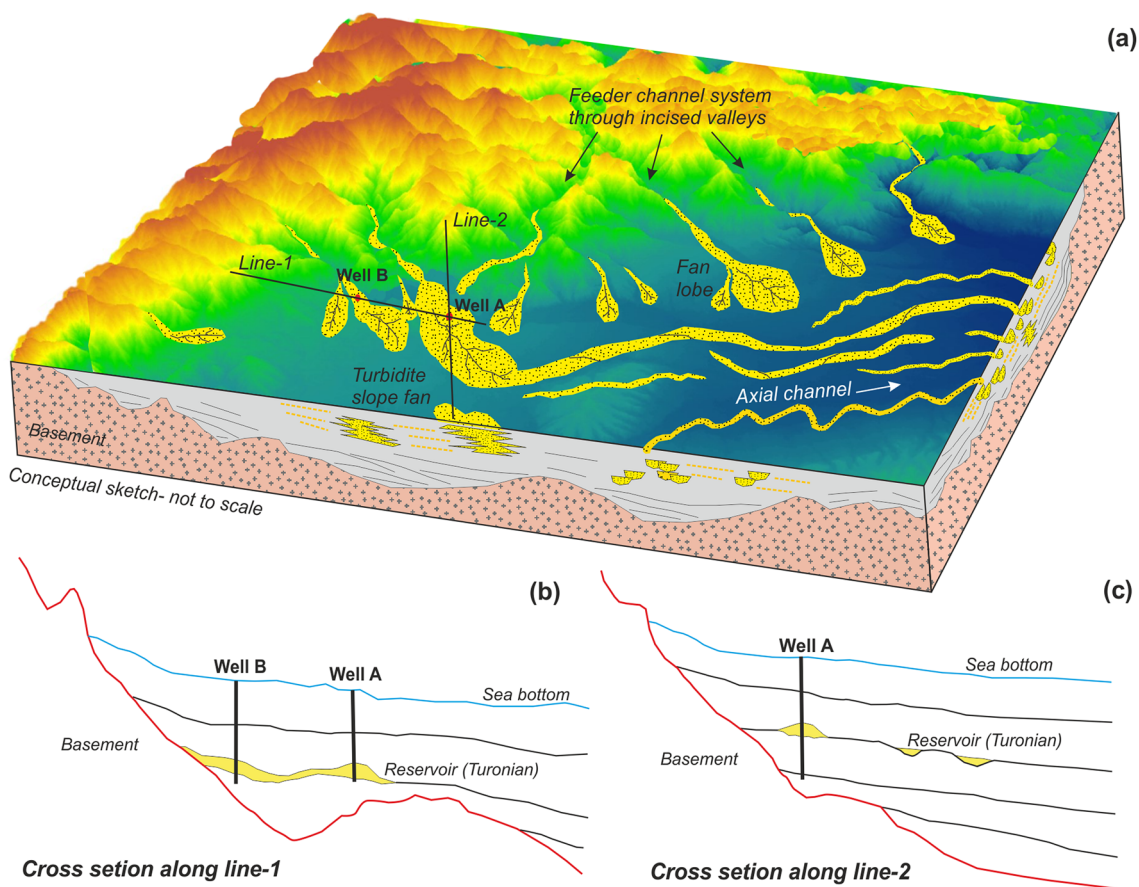 (a)
Feeder channel system
through incised valleys
Line-2
Line-1
Well B
Well A
Fan
lobe
Turbidite
slope fan
Axial channel
Basement
Conceptual sketch- not to scale
(b)
Well B
Well A
Sea bottom
Basement
Reservoir (Turonian)
Cross setion along line-1
(c)
Well A
Sea bottom
Reservoir (Turonian)
Basement
Cross setion along line-2